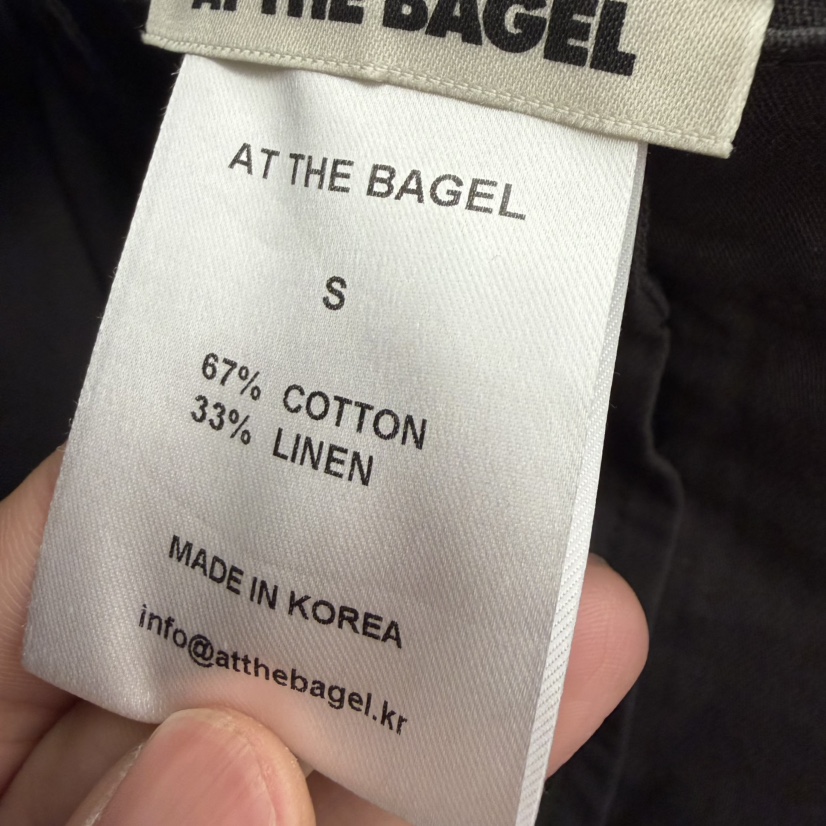 AT THE BAGEL
AT THE BAGEL
S
67% COTTON
33% LINEN
MADE IN KOREA
info@atthebagel.kr